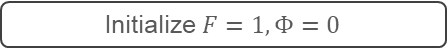 Initialize F = 1, Φ = 0